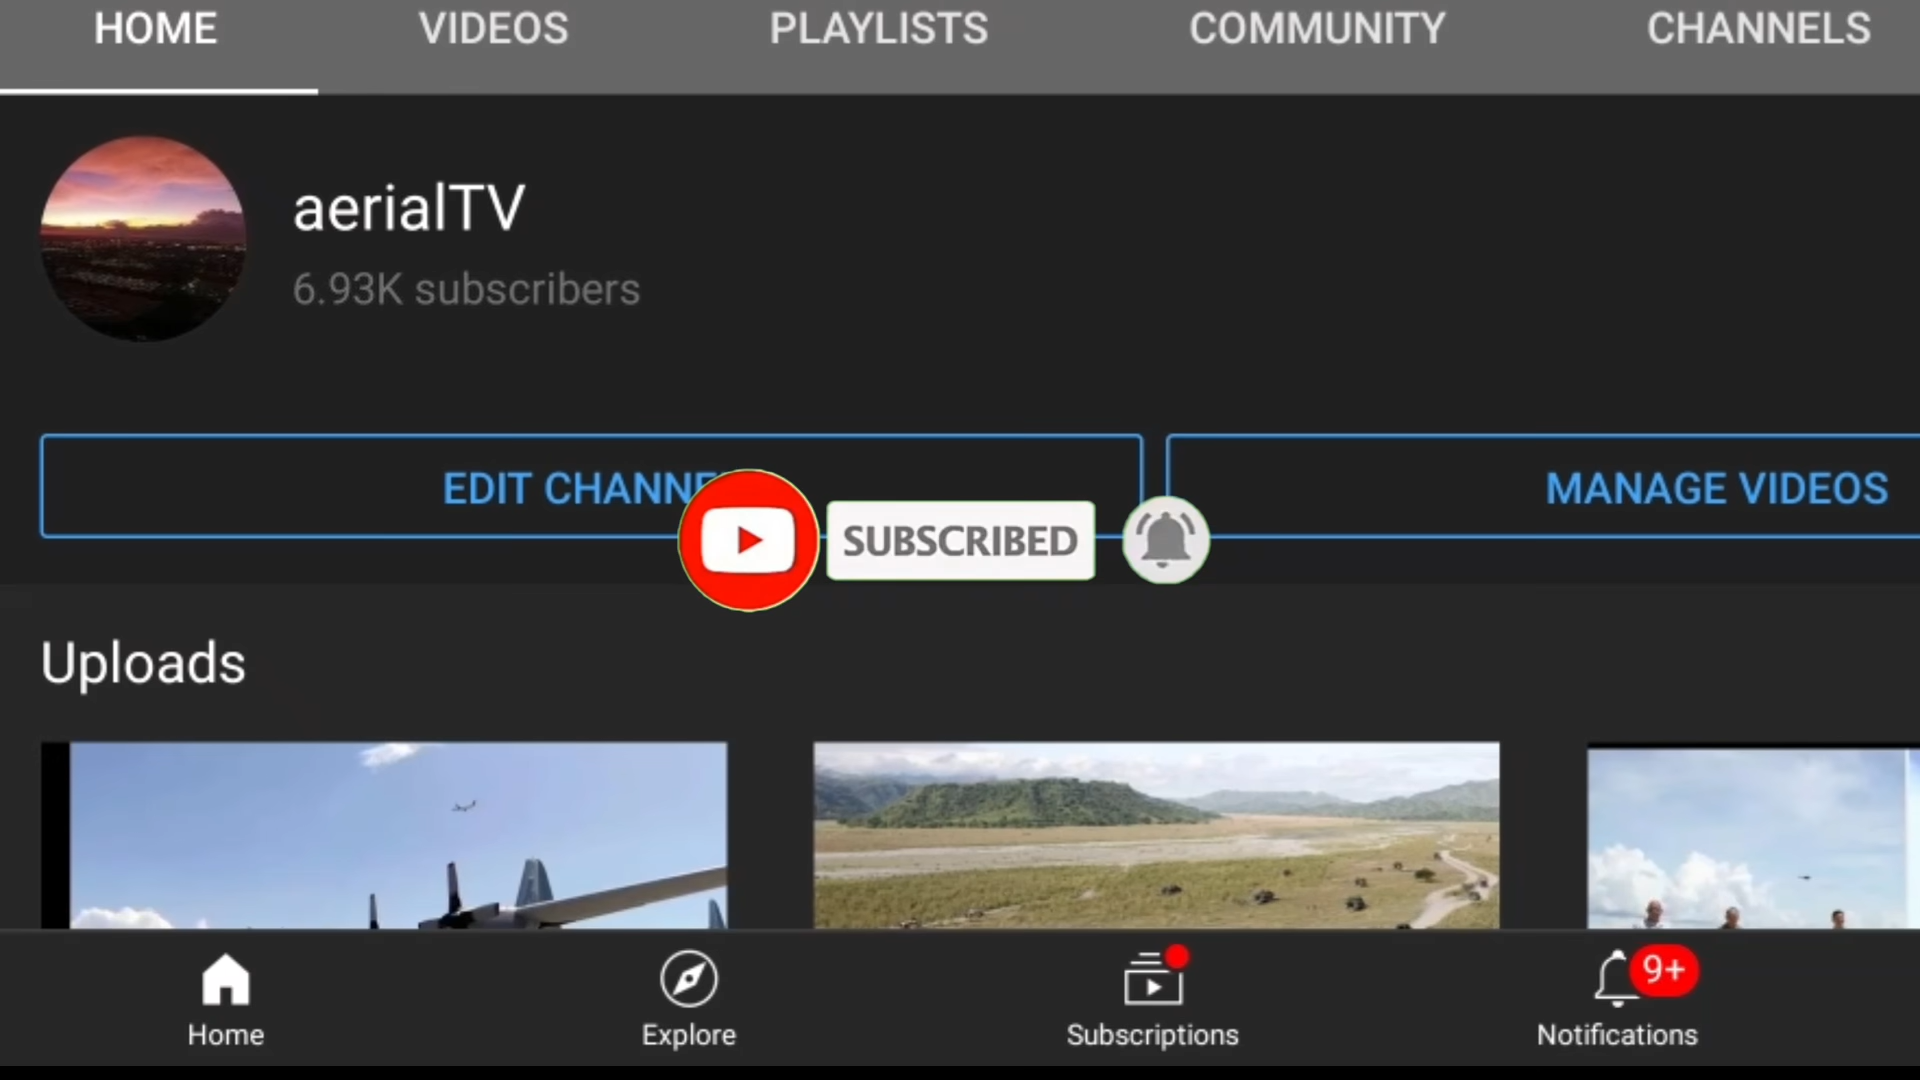 HOME VIDEOS PLAYLISTS COMMUNITY CHANNELS
aerialTV
6.93K subscribers
EDIT CHANNE MANAGE VIDEOS
SUBSCRIBED
Uploads
9+
Home Explore Subscriptions Notifications